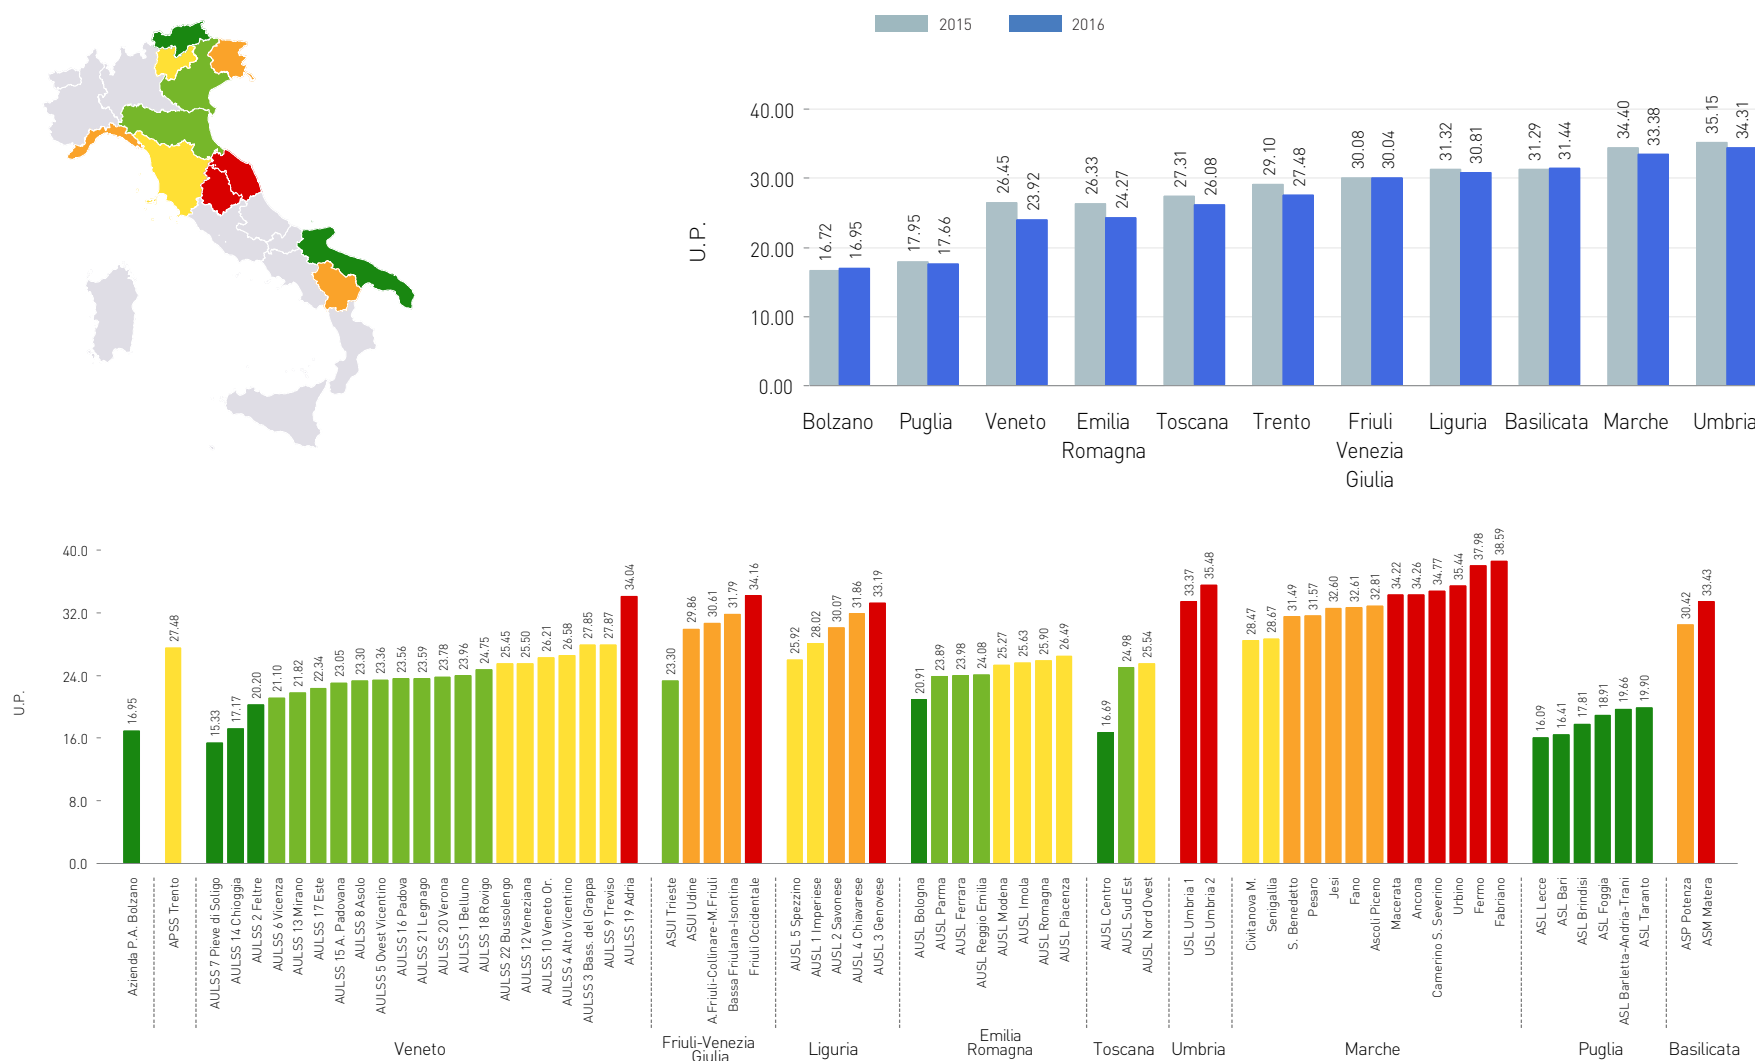 2015
2016
U.P.
40.00
30.00
20.00
10.00
0.00
16.72
16.95
17.95
17.66
26.45
23.92
26.33
24.27
27.31
26.08
29.10
27.48
30.08
30.04
31.32
30.81
31.29
31.44
34.40
33.38
35.15
34.31
Bolzano
Puglia
Veneto
Emilia
Romagna
Toscana
Trento
Friuli
Venezia
Giulia
Liguria
Basilicata
Marche
Umbria
U.P.
40.0
32.0
24.0
16.0
8.0
0.0
16.95
27.48
15.33
17.17
20.20
21.10
21.82
22.34
23.05
23.30
23.36
23.56
23.59
23.78
23.96
24.75
25.45
25.50
26.21
26.58
27.85
27.87
34.04
23.30
29.86
30.61
31.79
34.16
25.92
28.02
30.07
31.86
33.19
20.91
23.89
23.98
24.08
25.27
25.63
25.90
26.49
16.69
24.98
25.54
33.37
35.48
28.47
28.67
31.49
31.57
32.60
32.61
32.81
34.22
34.26
34.77
35.44
37.98
38.59
16.09
16.41
17.81
18.91
19.66
19.90
30.42
33.43
Azienda P.A. Bolzano
APSS Trento
AULSS 7 Pieve di Soligo
AULSS 14 Chioggia
AULSS 2 Feltre
AULSS 6 Vicenza
AULSS 13 Mirano
AULSS 17 Este
AULSS 15 A. Padovana
AULSS 8 Asolo
AULSS 5 Ovest Vicentino
AULSS 16 Padova
AULSS 21 Legnago
AULSS 20 Verona
AULSS 1 Belluno
AULSS 18 Rovigo
AULSS 22 Bussolengo
AULSS 12 Veneziana
AULSS 10 Veneto Or.
AULSS 4 Alto Vicentino
AULSS 3 Bass. del Grappa
AULSS 9 Treviso
AULSS 19 Adria
ASUI Trieste
ASUI Udine
A.Friuli-Collinare-M.Friuli
Bassa Friulana-Isontina
Friuli Occidentale
AUSL 5 Spezzino
AUSL 1 Imperiese
AUSL 2 Savonese
AUSL 4 Chiavarese
AUSL 3 Genovese
AUSL Bologna
AUSL Parma
AUSL Ferrara
AUSL Reggio Emilia
AUSL Modena
AUSL Imola
AUSL Romagna
AUSL Piacenza
AUSL Centro
AUSL Sud Est
AUSL Nord Ovest
USL Umbria 1
USL Umbria 2
Civitanova M.
Senigallia
S. Benedetto
Pesaro
Jesi
Fano
Ascoli Piceno
Macerata
Ancona
Camerino S. Severino
Urbino
Fermo
Fabriano
ASL Lecce
ASL Bari
ASL Brindisi
ASL Foggia
ASL Barletta-Andria-Trani
ASL Taranto
ASP Potenza
ASM Matera
Veneto
Friuli-Venezia
Giulia
Liguria
Emilia
Romagna
Toscana
Umbria
Marche
Puglia
Basilicata